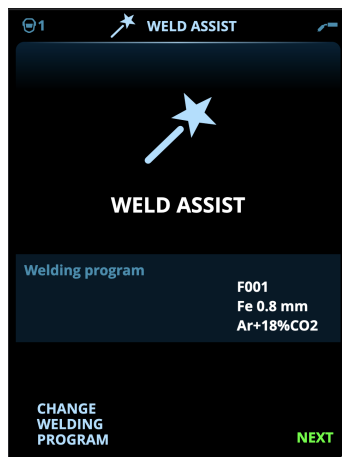 1
WELD ASSIST
WELD ASSIST
Welding program
F001
Fe 0.8 mm
Ar+18%CO2
CHANGE
WELDING
PROGRAM
NEXT